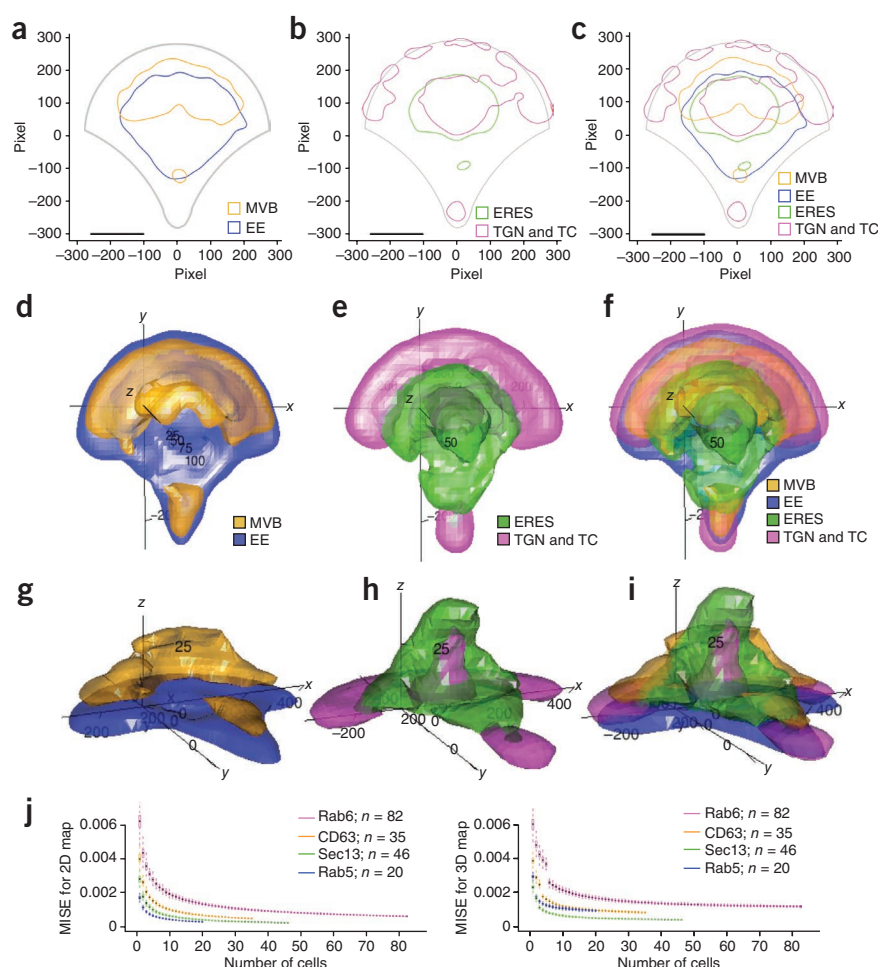 a
b
c
300
200
100
0
−100
−200
−300
Pixel
−300 −200 −100 0 100 200 300
Pixel
MVB
EE
300
200
100
0
−100
−200
−300
Pixel
−300 −200 −100 0 100 200 300
Pixel
ERES
TGN and TC
300
200
100
0
−100
−200
−300
Pixel
−300 −200 −100 0 100 200 300
Pixel
MVB
EE
ERES
TGN and TC
d
e
f
y
z
x
25
50
75
100
MVB
EE
y
z
200
200
x
50
ERES
TGN and TC
y
z
x
50
MVB
EE
ERES
TGN and TC
g
h
i
z
25
x
400
200
200
0
0
y
z
25
x
400
−200
200
0
0
y
z
25
x
400
−200
200
0
0
y
j
MISE for 2D map
0.006
0.004
0.002
0
0 10 20 30 40 50 60 70 80
Number of cells
Rab6; n = 82
CD63; n = 35
Sec13; n = 46
Rab5; n = 20
MISE for 3D map
0.006
0.004
0.002
0
0 10 20 30 40 50 60 70 80
Number of cells
Rab6; n = 82
CD63; n = 35
Sec13; n = 46
Rab5; n = 20